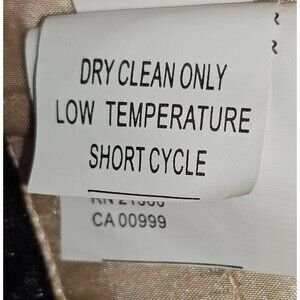 DRY CLEAN ONLY
LOW TEMPERATURE
SHORT CYCLE
CA 00999